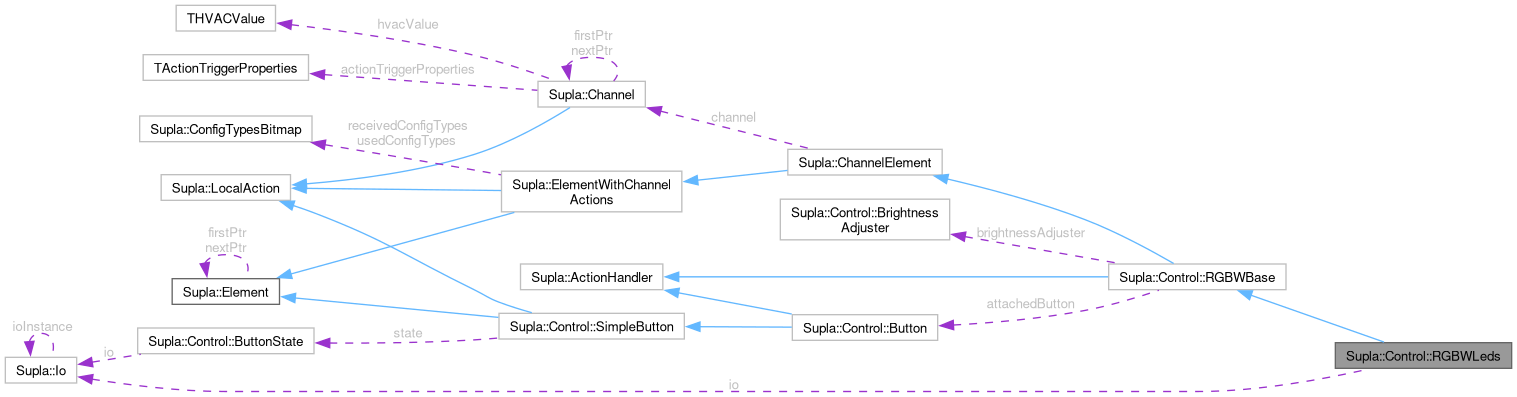 THVACValue
hvacValue
firstPtr
nextPtr
TActionTriggerProperties
actionTriggerProperties
Supla::Channel
channel
Supla::ConfigTypesBitmap
receivedConfigTypes
usedConfigTypes
Supla::ChannelElement
Supla::LocalAction
Supla::ElementWithChannel
Actions
Supla::Control::Brightness
Adjuster
brightnessAdjuster
firstPtr
nextPtr
Supla::Element
Supla::ActionHandler
Supla::Control::RGBWBase
attachedButton
ioInstance
Supla::Control::ButtonState
state
Supla::Control::SimpleButton
Supla::Control::Button
io
Supla::Io
Supla::Control::RGBWLeds
io